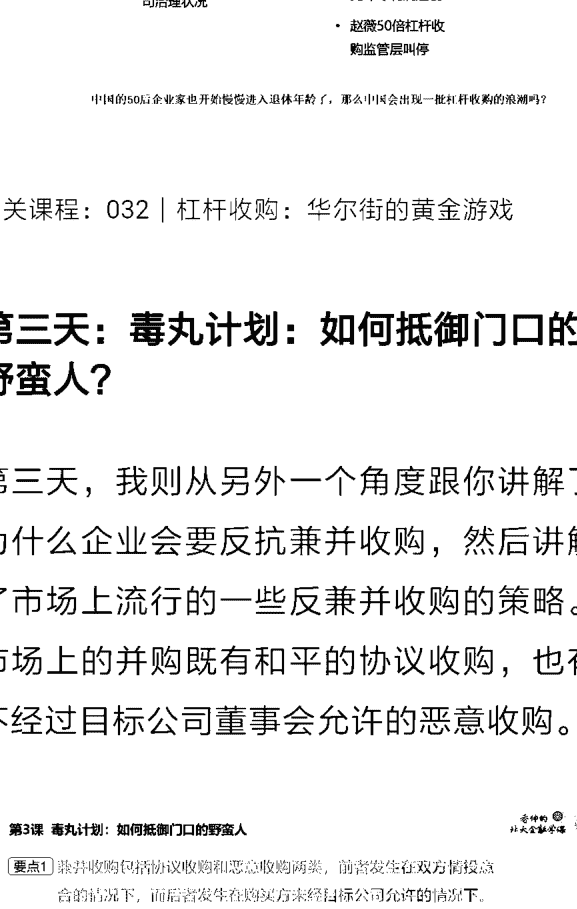 司治理状况
• 赵薇50倍杠杆收
购监管层叫停
中国的50后企业家也开始慢慢进入退休年龄了，那么中国会出现一批杠杆收购的浪潮吗？
关课程：032｜杠杆收购：华尔街的黄金游戏
第三天：毒丸计划：如何抵御门口的
野蛮人？
第三天，我则从另外一个角度跟你讲解了
为什么企业会要反抗兼并收购，然后讲解
了市场上流行的一些反兼并收购的策略。
市场上的并购既有和平的协议收购，也有
不经过目标公司董事会允许的恶意收购。
香帅的
北大金融学课
第3课 毒丸计划：如何抵御门口的野蛮人
要点1 兼并收购包括协议收购和恶意收购两类，前者发生在双方情投意
合的情况下，而后者发生在购买方未经目标公司允许的情况下。